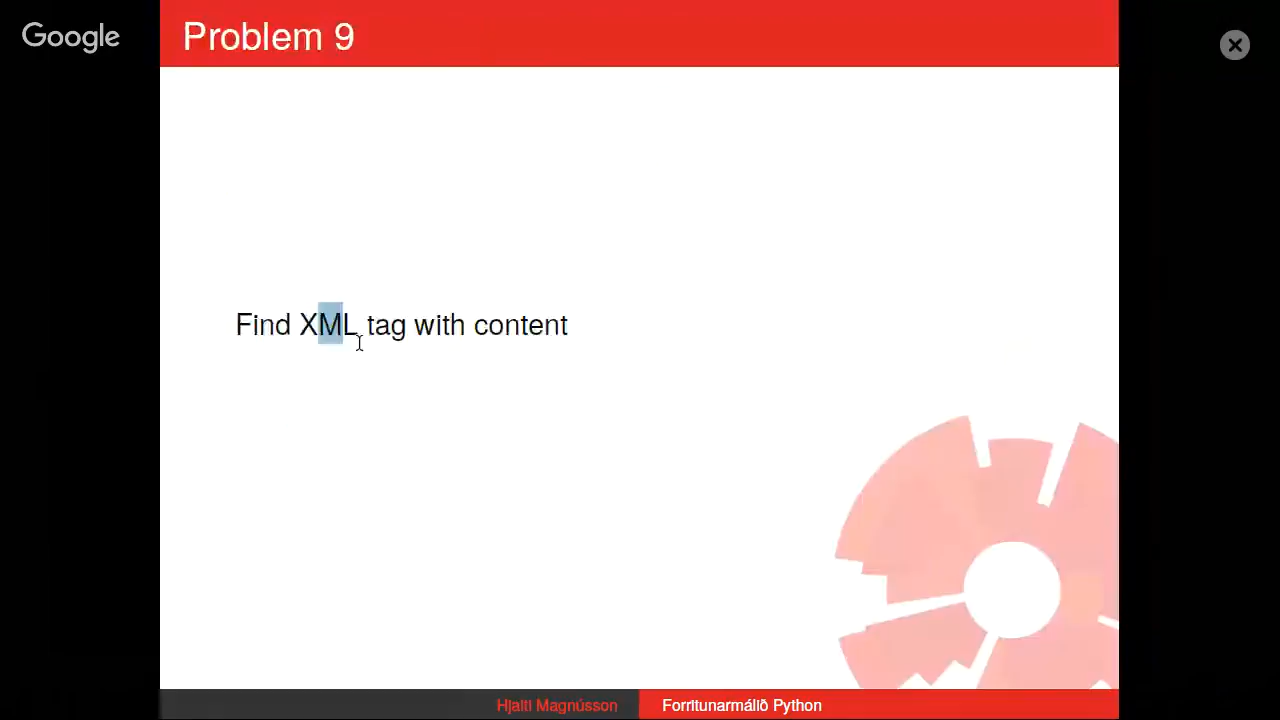 Google
Problem 9
Find XML tag with content
Hjalti Magnússon
Forritunarmálið Python